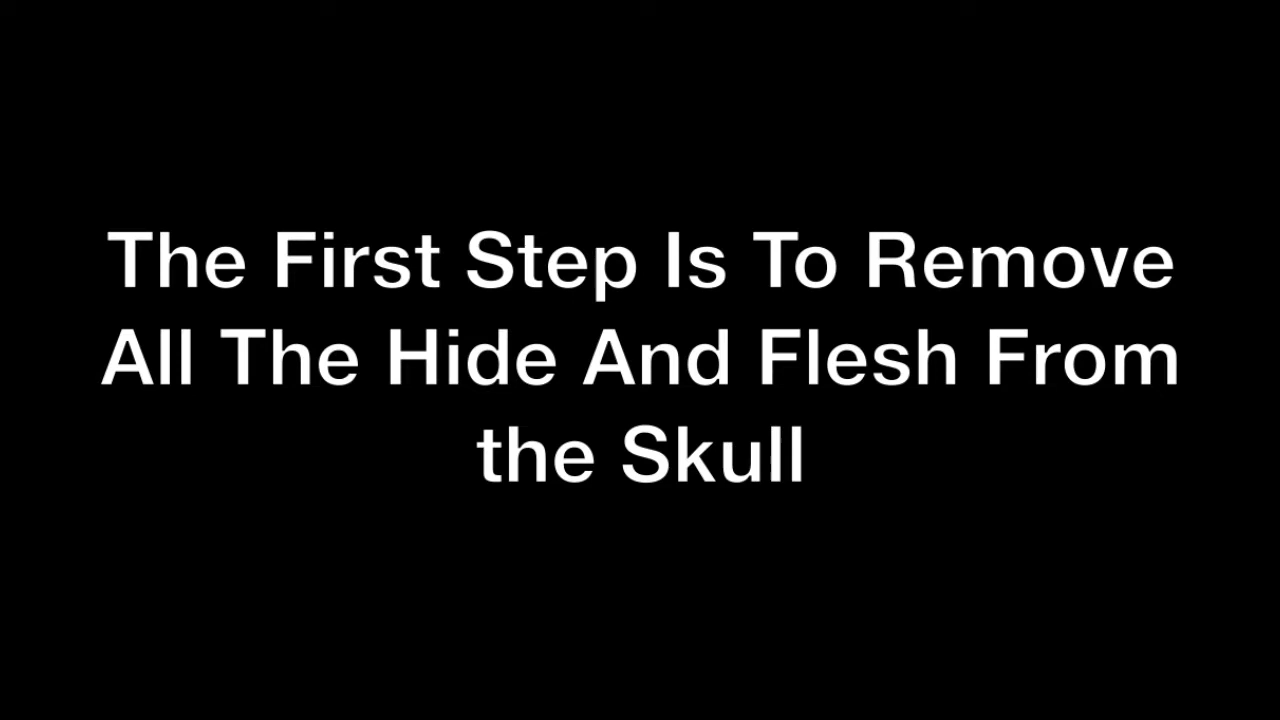 The First Step Is To Remove
All The Hide And Flesh From
the Skull